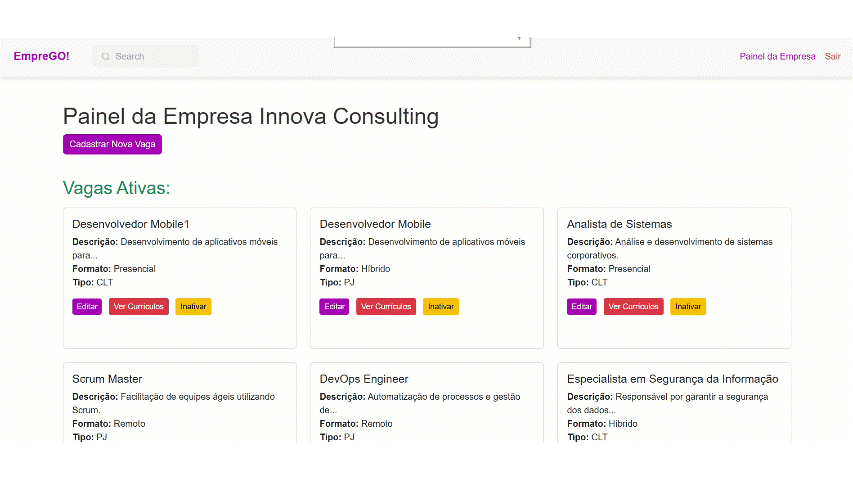 EmpreGO!
Search
Painel da Empresa
Sair
Painel da Empresa Innova Consulting
Cadastrar Nova Vaga
Vagas Ativas:
Desenvolvedor Mobile1
Descrição: Desenvolvimento de aplicativos móveis
para...
Formato: Presencial
Tipo: CLT
Editar
Ver Currículos
Inativar
Desenvolvedor Mobile
Descrição: Desenvolvimento de aplicativos móveis
para...
Formato: Híbrido
Tipo: PJ
Editar
Ver Currículos
Inativar
Analista de Sistemas
Descrição: Análise e desenvolvimento de sistemas
corporativos.
Formato: Presencial
Tipo: CLT
Editar
Ver Currículos
Inativar
Scrum Master
Descrição: Facilitação de equipes ágeis utilizando
Scrum.
Formato: Remoto
Tipo: PJ
DevOps Engineer
Descrição: Automatização de processos e gestão
de...
Formato: Remoto
Tipo: PJ
Especialista em Segurança da Informação
Descrição: Responsável por garantir a segurança
dos dados...
Formato: Híbrido
Tipo: CLT